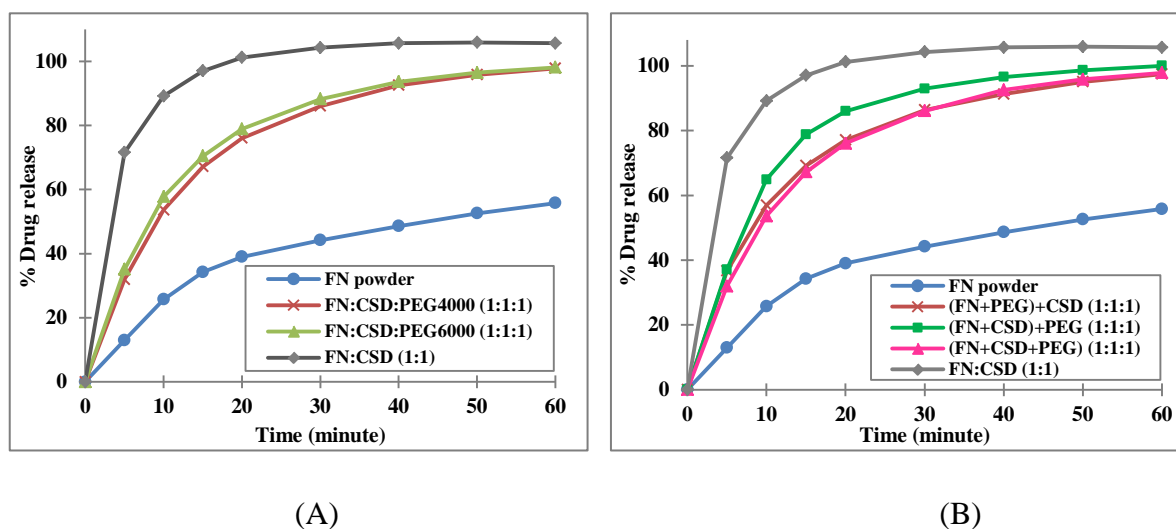 % Drug release
100
80
60
40
20
0
0 10 20 30 40 50 60
Time (minute)
FN powder
FN:CSD:PEG4000 (1:1:1)
FN:CSD:PEG6000 (1:1:1)
FN:CSD (1:1)
(A)
% Drug release
100
80
60
40
20
0
0 10 20 30 40 50 60
Time (minute)
FN powder
(FN+PEG)+CSD (1:1:1)
(FN+CSD)+PEG (1:1:1)
(FN+CSD+PEG) (1:1:1)
FN:CSD (1:1)
(B)